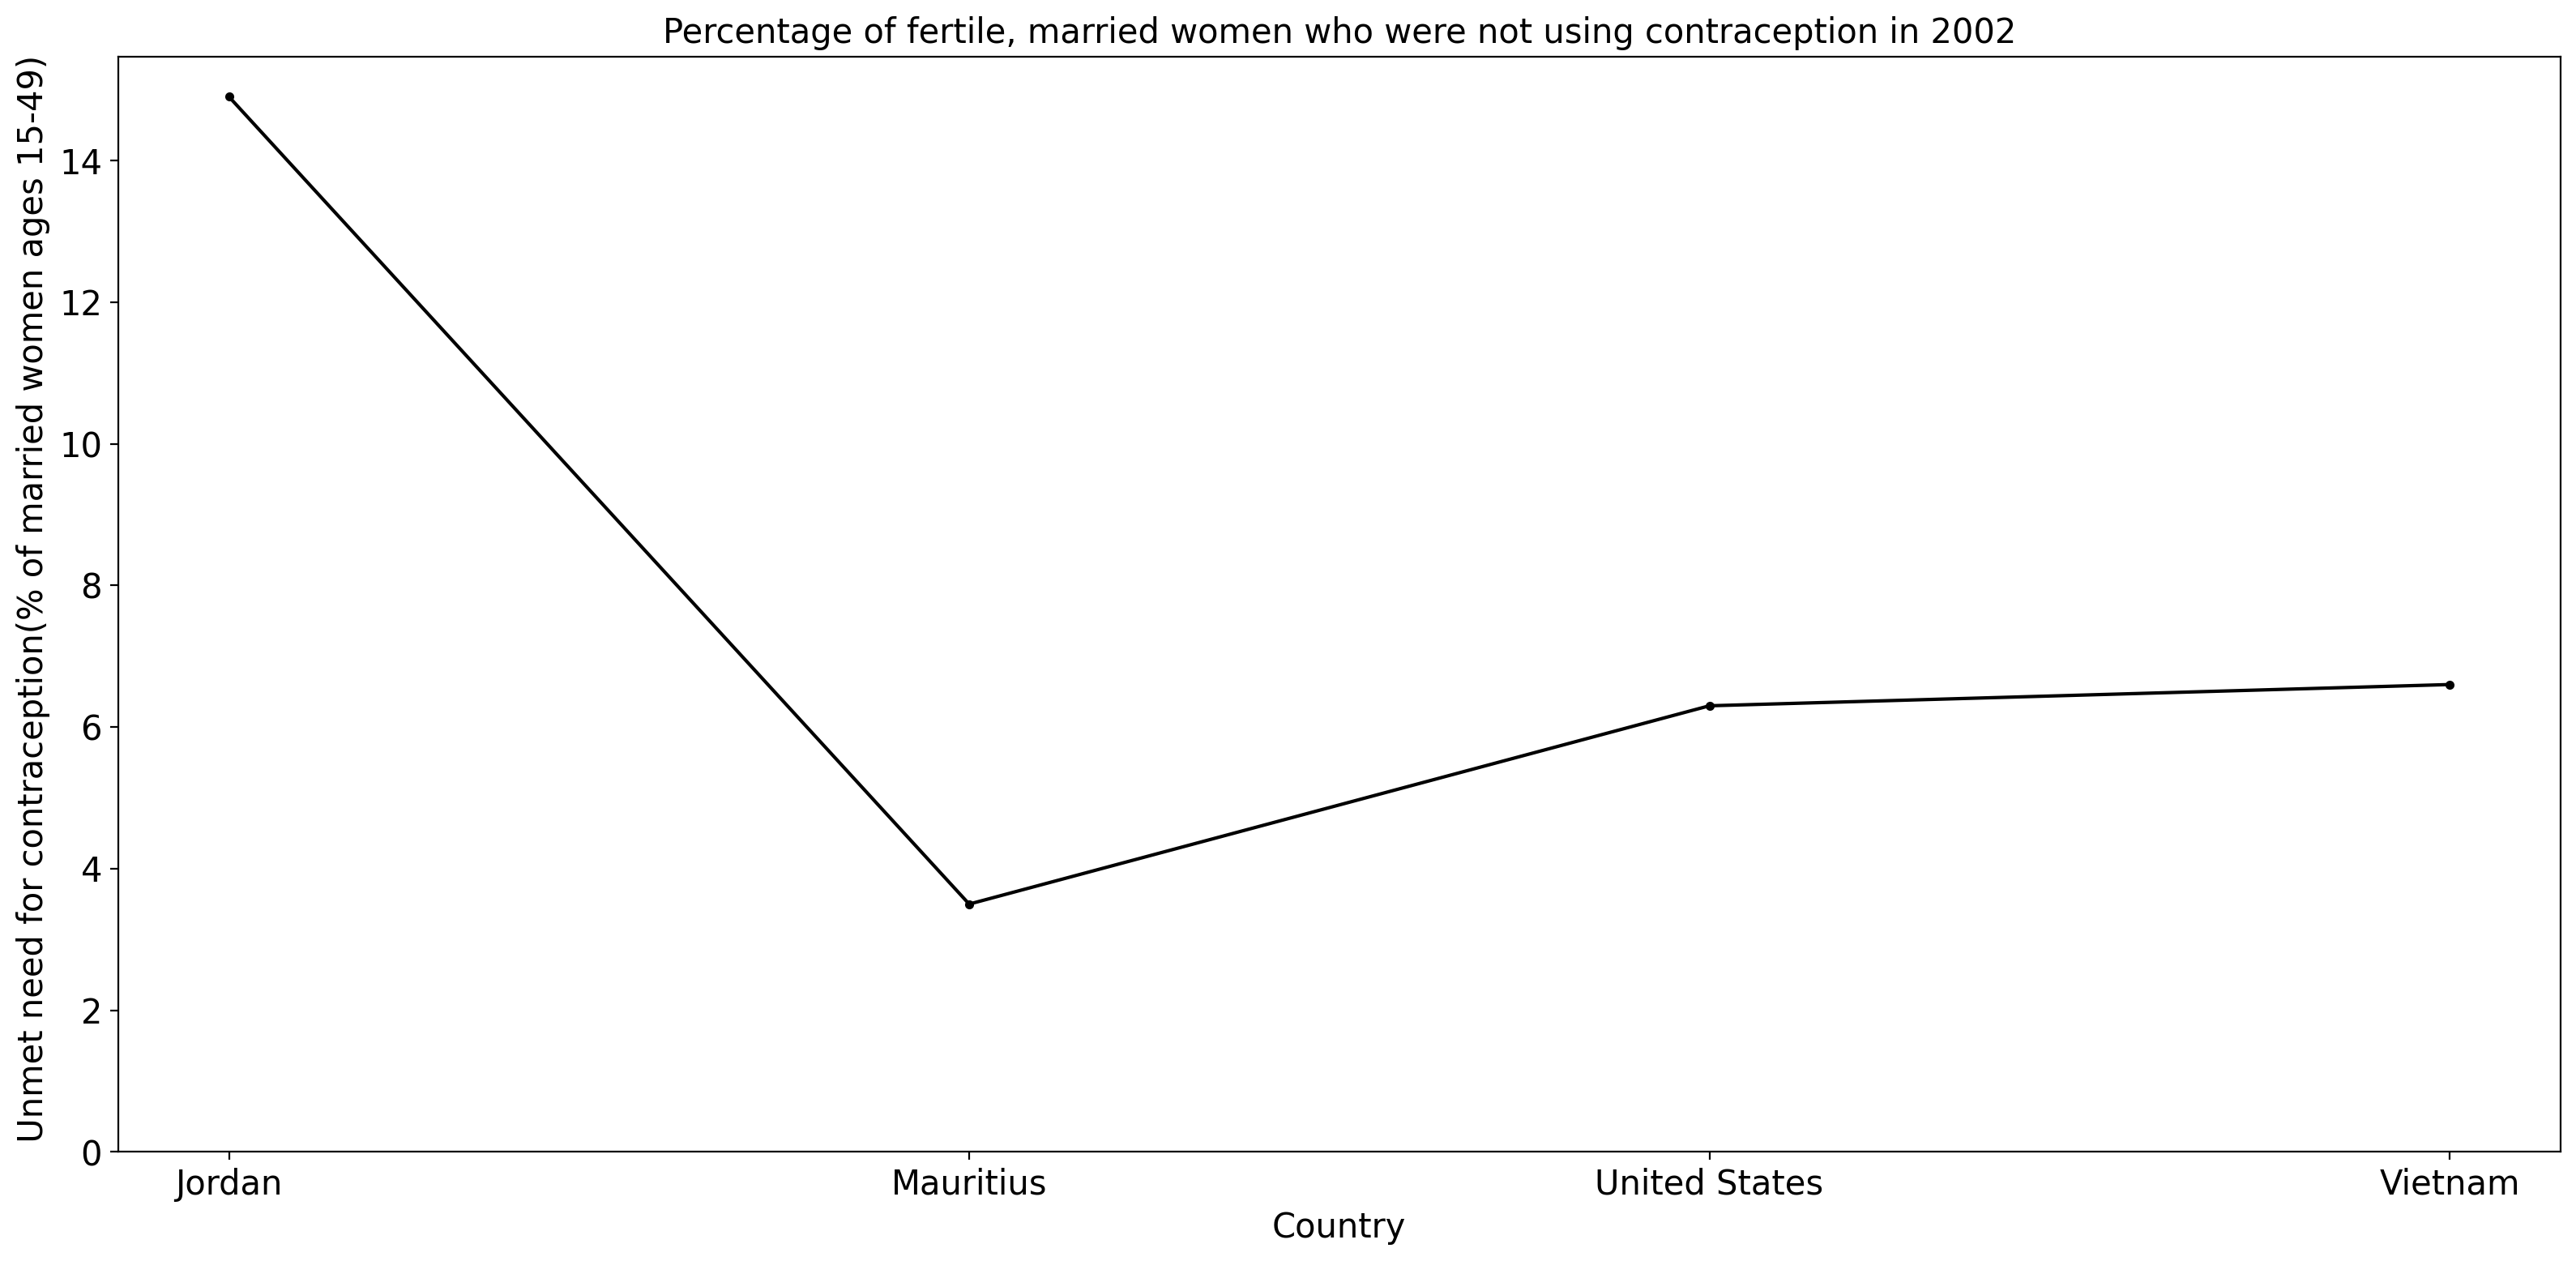 Percentage of fertile, married women who were not using contraception in 2002
Unmet need for contraception(% of married women ages 15-49)
14
12
10
8
6
4
2
0
Jordan
Mauritius
United States
Vietnam
Country